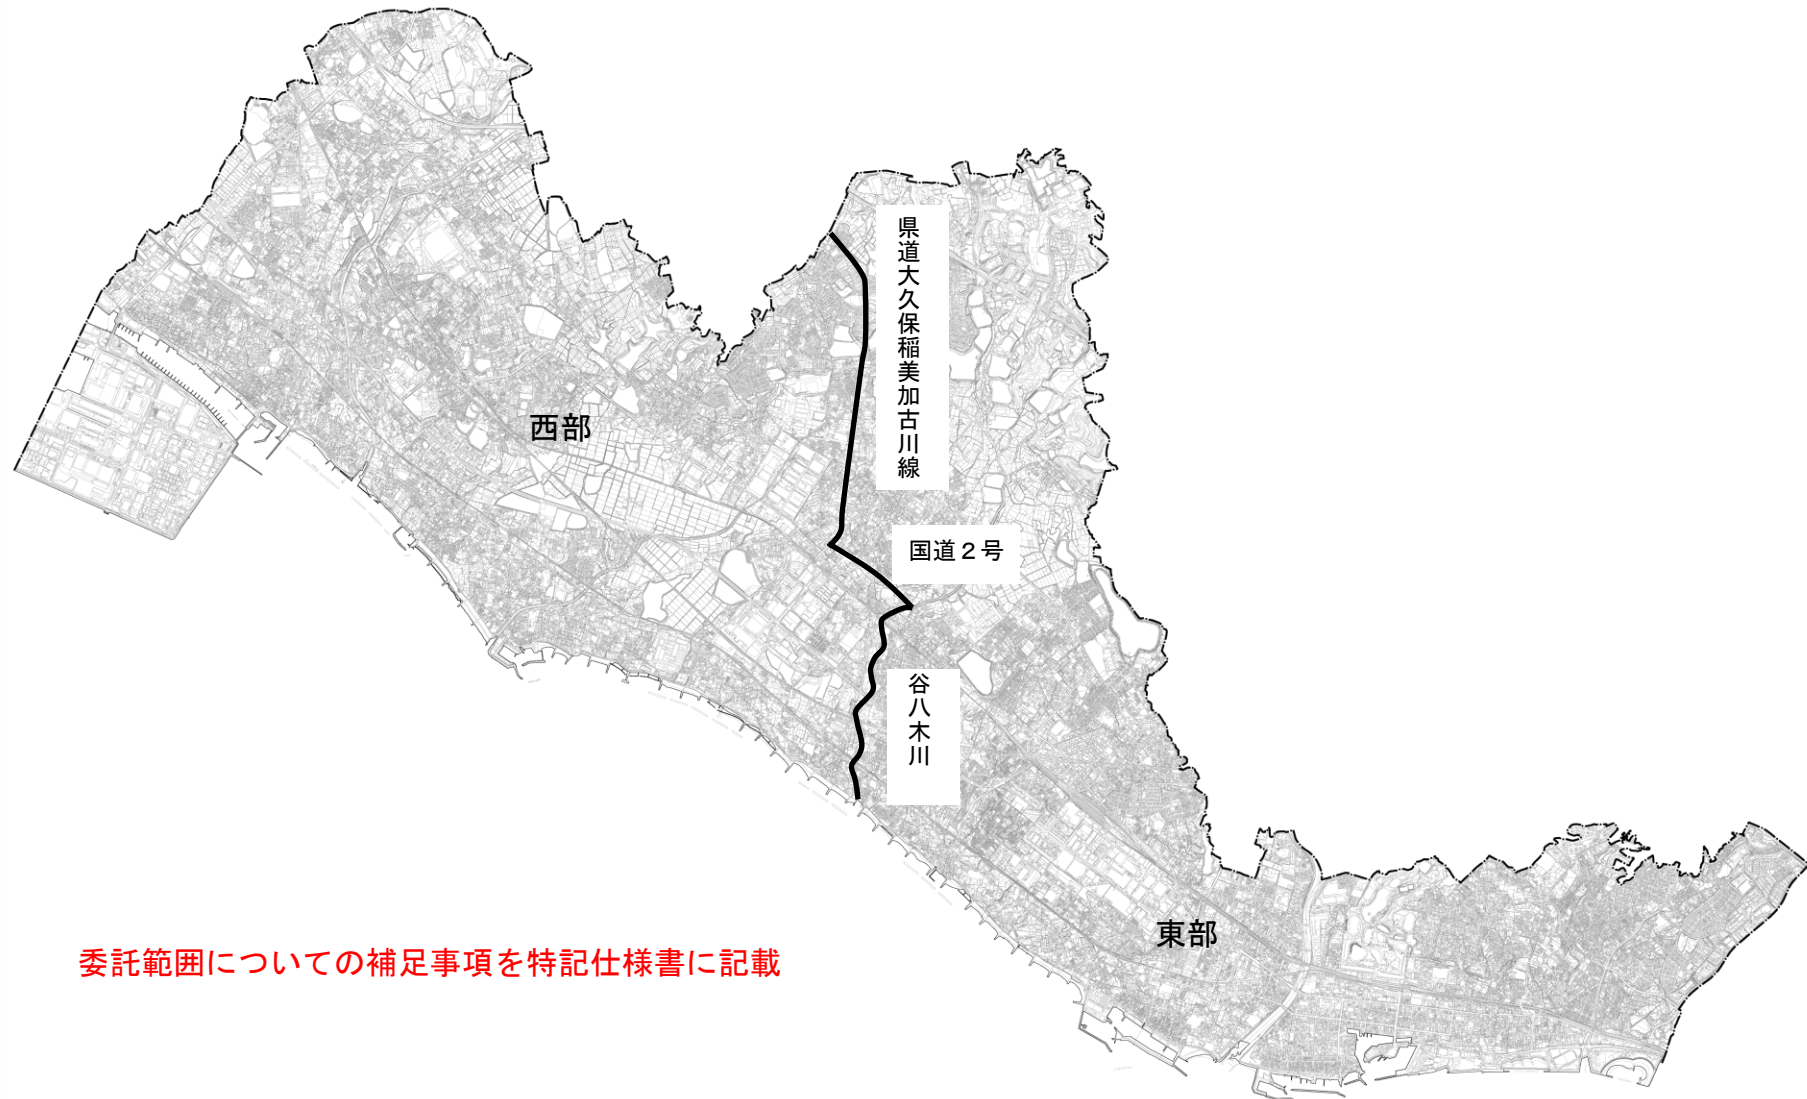 県道大久保稲美加古川線
西部
国道２号
谷八木川
東部
委託範囲についての補足事項を特記仕様書に記載